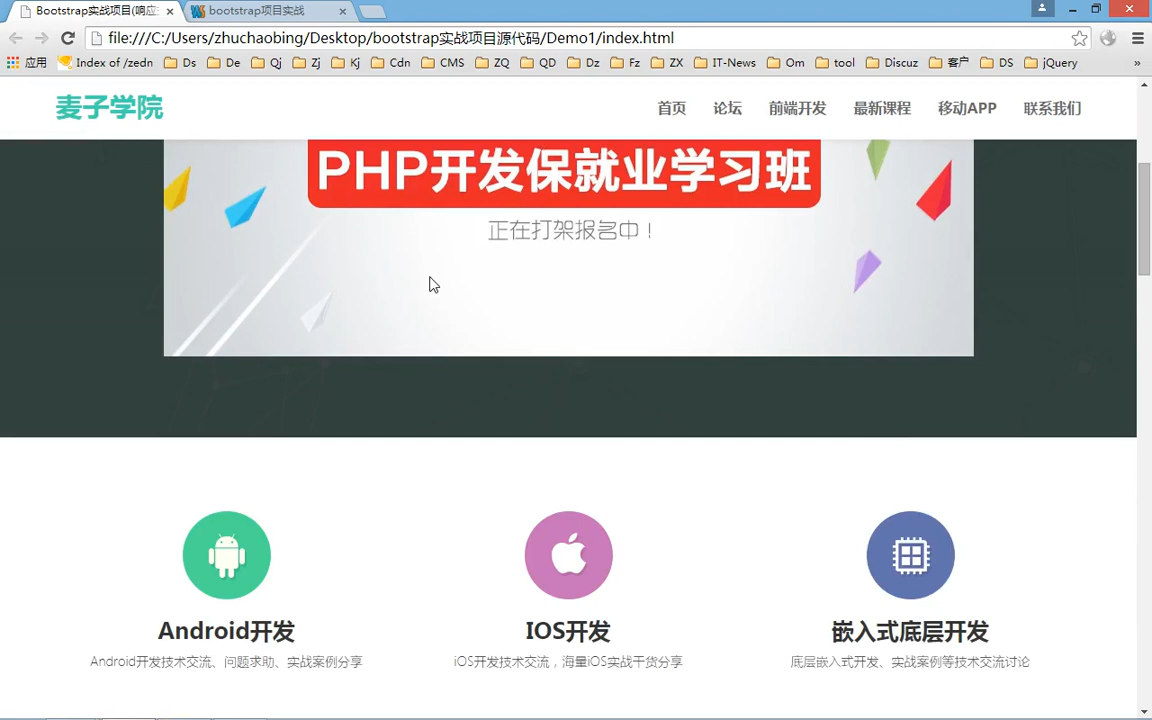 Bootstrap实战项目(响应
bootstrap项目实战
file:///C:/Users/zhuchaobing/Desktop/bootstrap实战项目源代码/Demo1/index.html
应用 Index of /zedn Ds De Qj Zj Kj Cdn CMS ZQ QD Dz Fz ZX IT-News Om tool Discuz 客户 DS jQuery »
麦子学院 首页 论坛 前端开发 最新课程 移动APP 联系我们
PHP开发保就业学习班
正在打架报名中！
Android开发 IOS开发 嵌入式底层开发
Android开发技术交流、问题求助、实战案例分享 iOS开发技术交流，海量iOS实战干货分享 底层嵌入式开发、实战案例等技术交流讨论